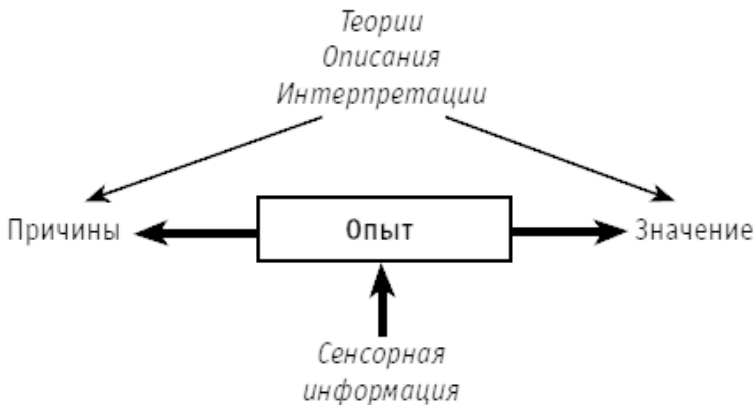 Теории
Описания
Интерпретации
Причины
Опыт
Значение
Сенсорная
информация